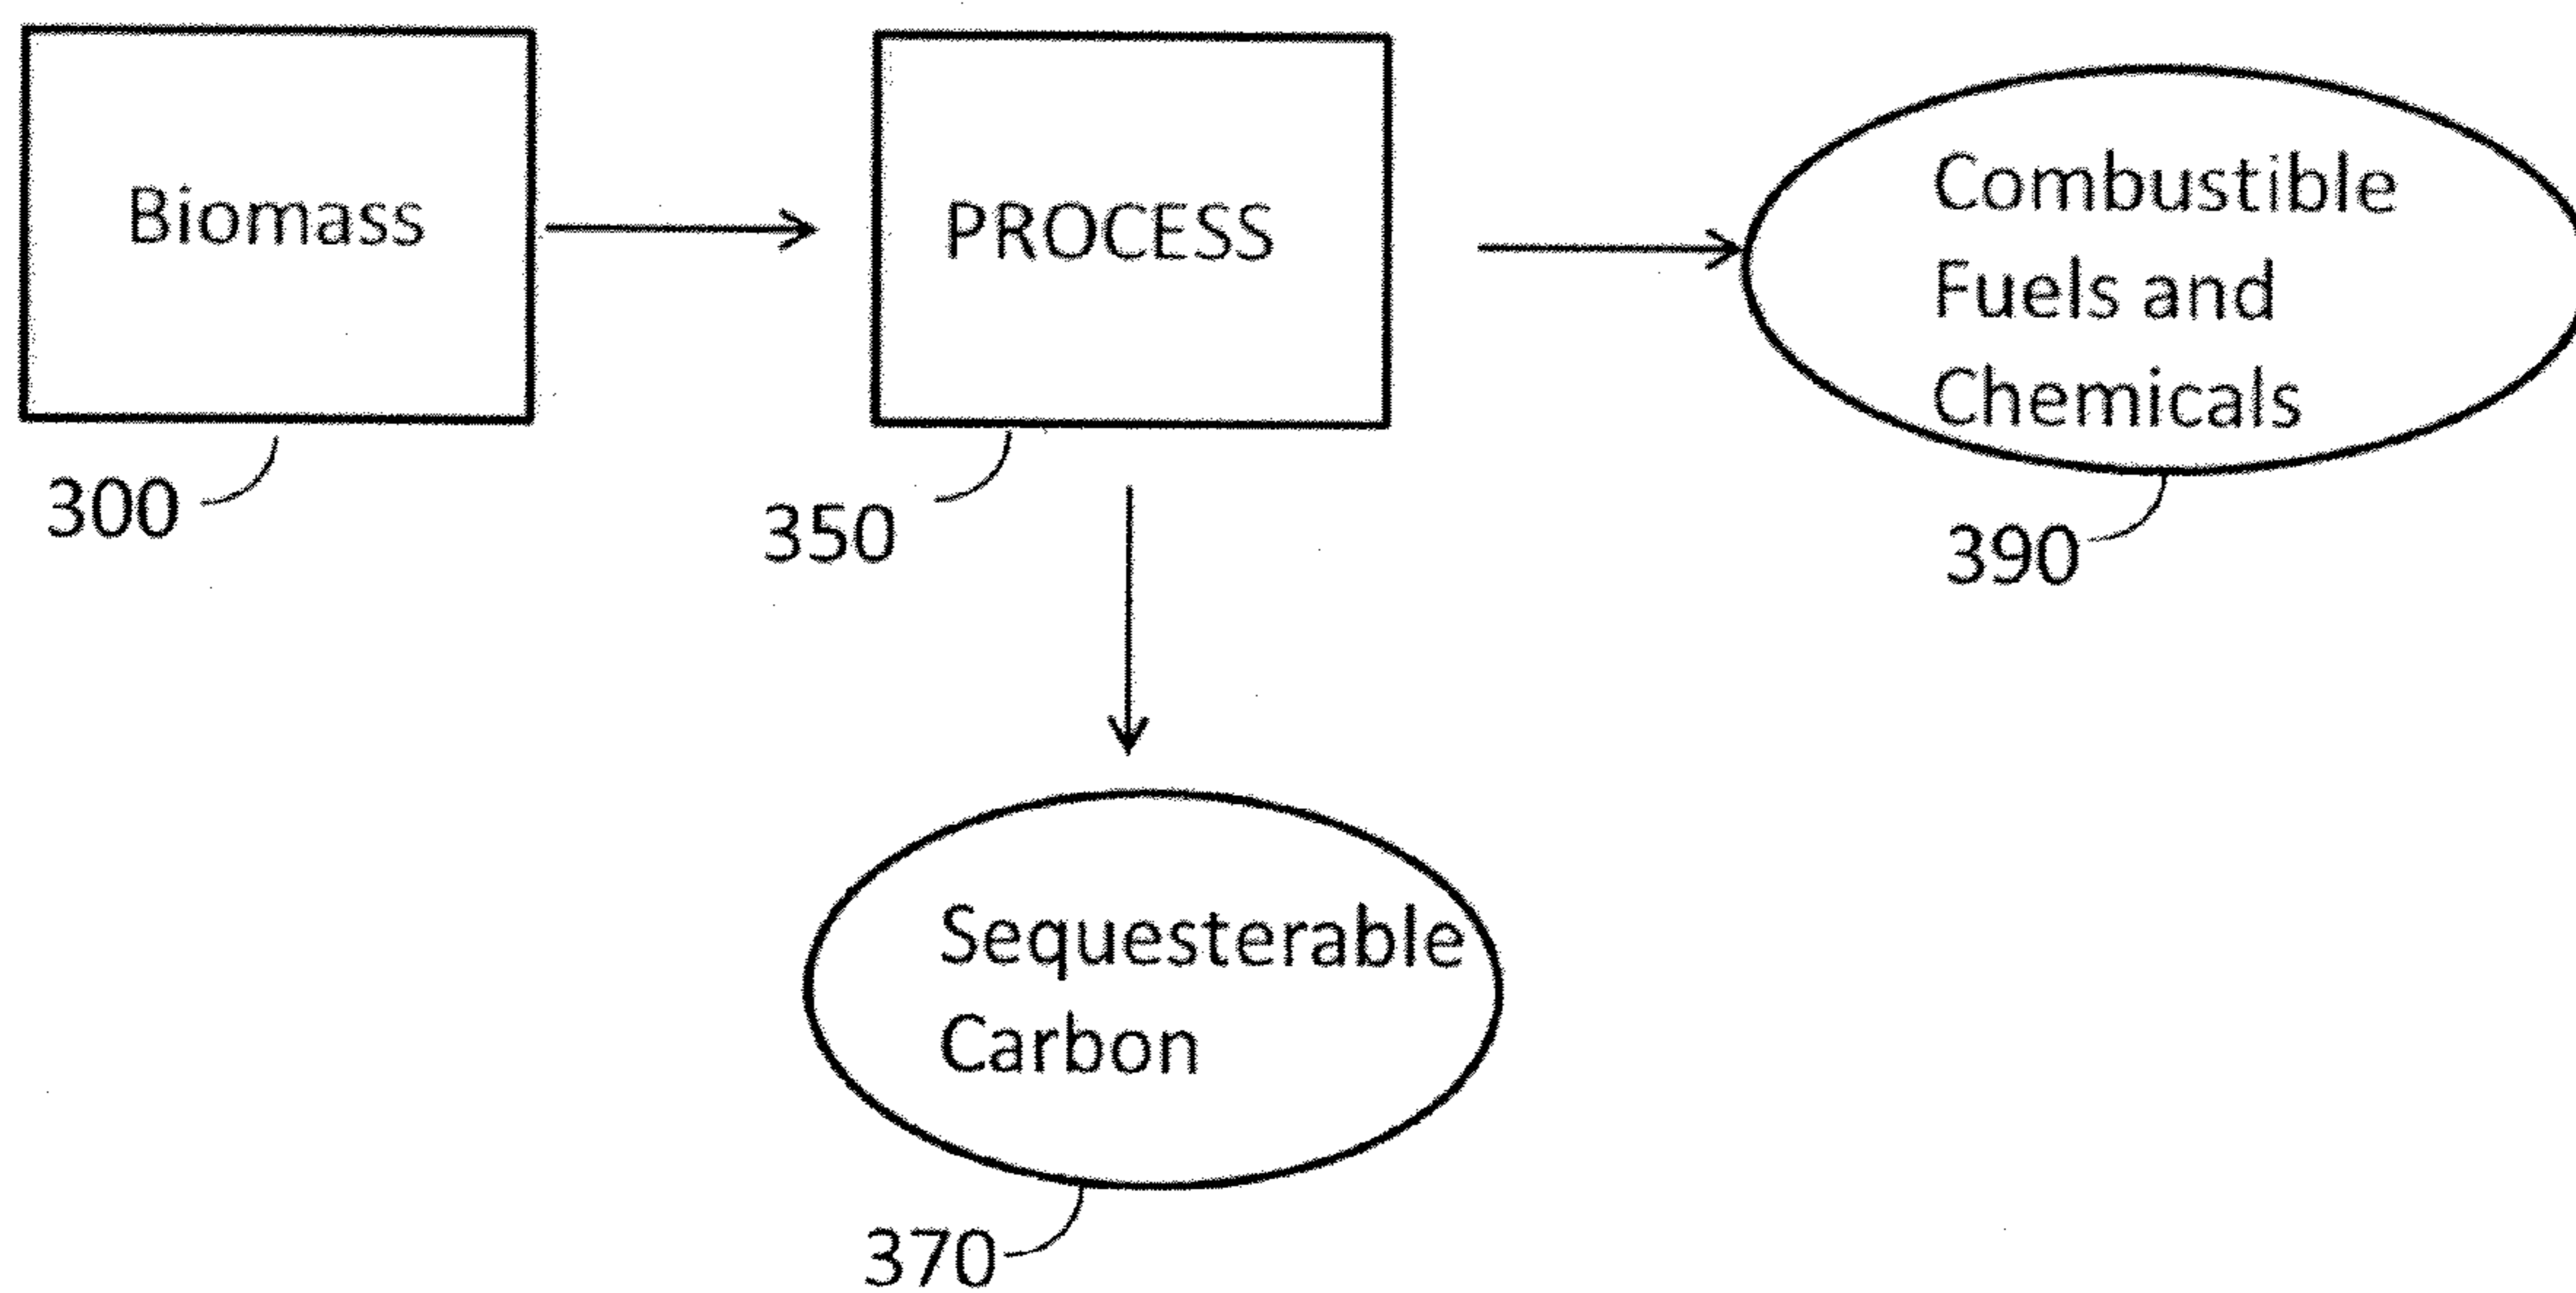 Biomass
PROCESS
Combustible
Fuels and
Chemicals
300
350
390
Sequesterable
Carbon
370